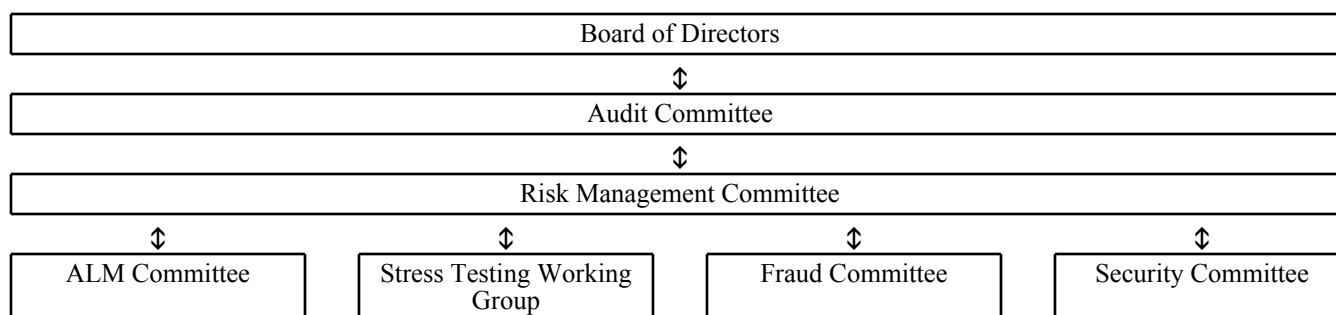 Board of Directors
↕
Audit Committee
↕
Risk Management Committee
↕ ↕ ↕ ↕
ALM Committee
Stress Testing Working
Group
Fraud Committee
Security Committee